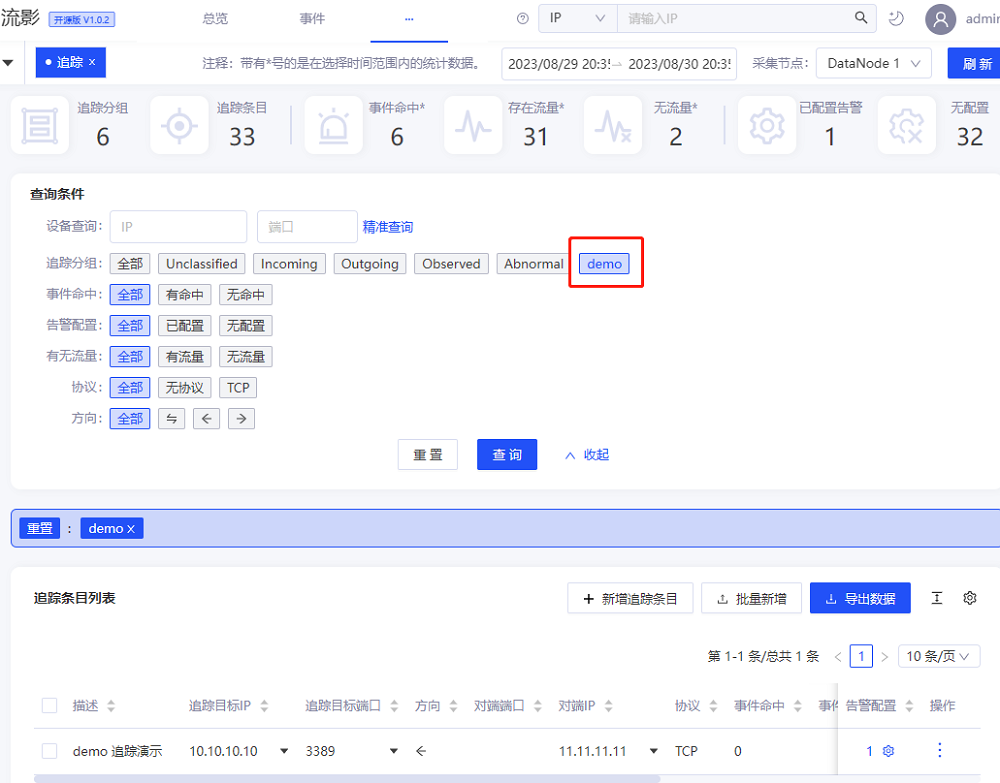 流影 开源版 V1.0.2 总览 事件 ... IP 请输入IP admin
• 追踪 x 注释：带有*号的是在选择时间范围内的统计数据。 2023/08/29 20:35 → 2023/08/30 20:35 采集节点： DataNode 1 刷 新
追踪分组 追踪条目 事件命中* 存在流量* 无流量* 已配置告警 无配置
6 33 6 31 2 1 32
查询条件
设备查询： IP 端口 精准查询
追踪分组： 全部 Unclassified Incoming Outgoing Observed Abnormal demo
事件命中： 全部 有命中 无命中
告警配置： 全部 已配置 无配置
有无流量： 全部 有流量 无流量
协议： 全部 无协议 TCP
方向： 全部 ⇋ ← →
重 置 查 询 收起
重置 : demo X
追踪条目列表 + 新增追踪条目 批量新增 导出数据
第 1-1 条/总共 1 条 < 1 > 10 条/页
描述 追踪目标IP 追踪目标端口 方向 对端端口 对端IP 协议 事件命中 事件 告警配置 操作
demo 追踪演示 10.10.10.10 3389 ← 11.11.11.11 TCP 0 1